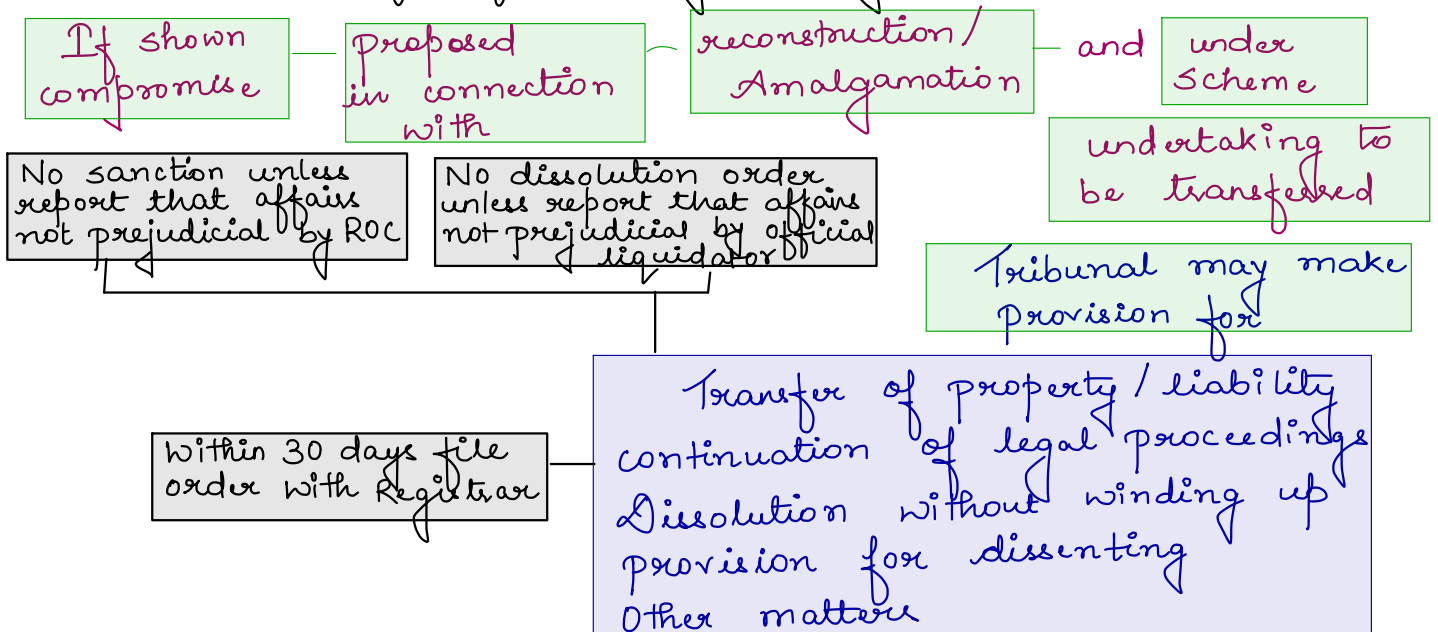 If shown
compromise
proposed
in connection
with
reconstruction/
Amalgamation
and
under
Scheme
undertaking to
be transferred
No sanction unless
report that affairs
not prejudicial by ROC
No dissolution order
unless report that affairs
not prejudicial by official
liquidator
Tribunal may make
provision for
Transfer of property / liability
continuation of legal proceedings
Dissolution without winding up
provision for dissenting
Other matters
Within 30 days file
order with Registrar